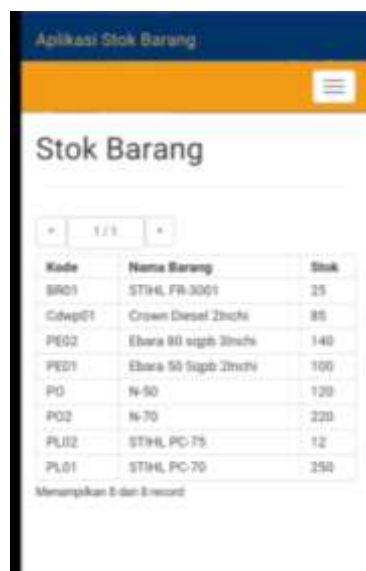 Aplikasi Stok Barang
Stok Barang
1 / 1
Kode Nama Barang Stok
BR01 STIHL FR-3001 25
Cdwp01 Crown Diesel 2Inchi 85
PE02 Ebara 80 sqpb 3Inchi 140
PE01 Ebara 50 Sqpb 2Inchi 100
PO N-50 120
PO2 N-70 220
PL02 STIHL PC-75 12
PL01 STIHL PC-70 250
Menampilkan 8 dari 8 record